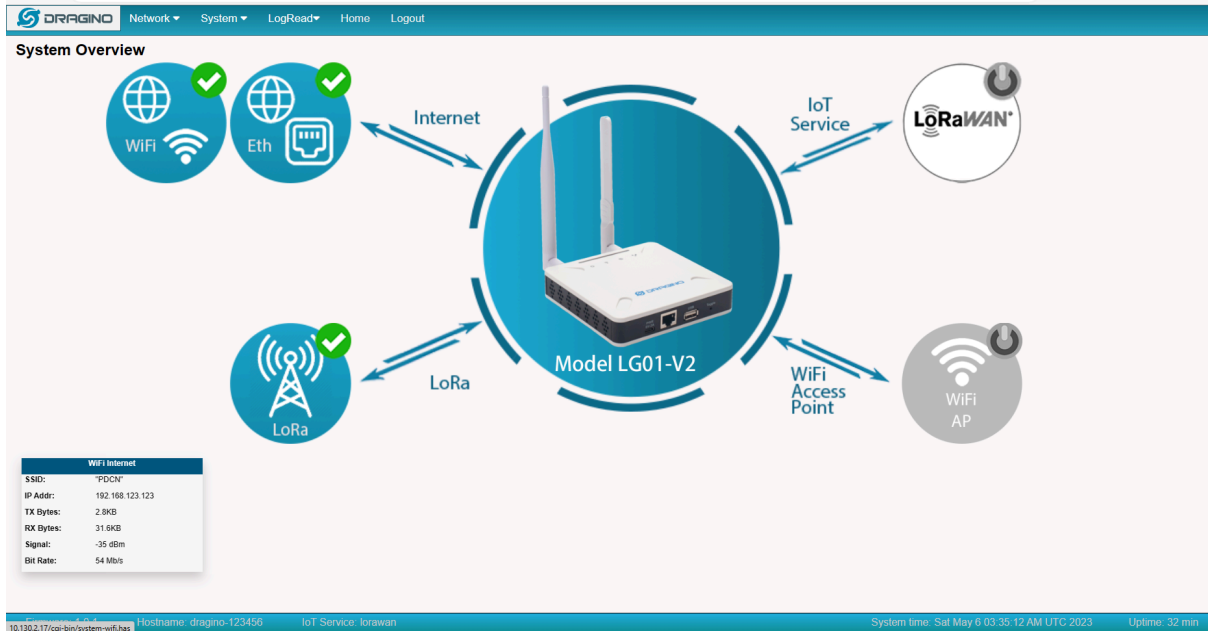 DRAGINO Network System LogRead Home Logout
System Overview
WiFi
Eth
Internet
IoT
Service
LoRaWAN
DRAGINO
Model LG01-V2
LoRa
LoRa
WiFi
Access
Point
WiFi
AP
WiFi Internet
SSID: "PDCN"
IP Addr: 192.168.123.123
TX Bytes: 2.8KB
RX Bytes: 31.6KB
Signal: -35 dBm
Bit Rate: 54 Mb/s
Hostname: dragino-123456 IoT Service: lorawan System time: Sat May 6 03:35:12 AM UTC 2023 Uptime: 32 min
10.130.2.17/cgi-bin/system-wifi.has